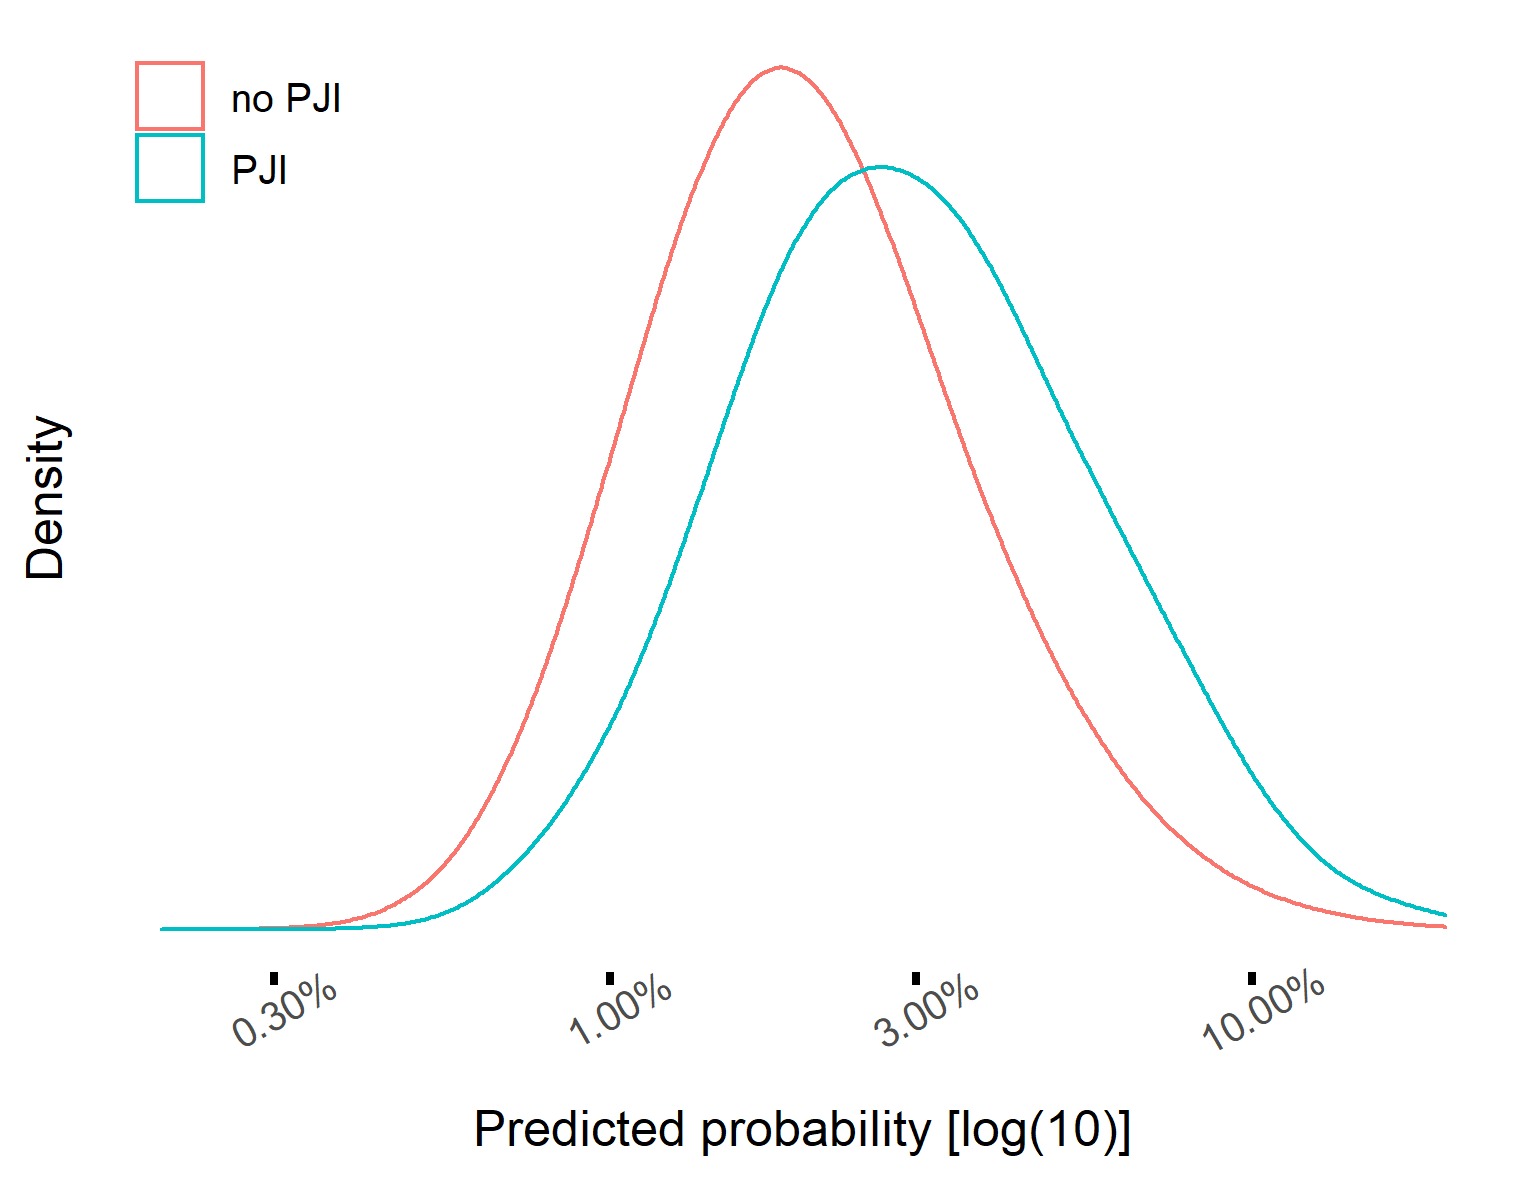 no PJI
PJI
Density
0.30%
1.00%
3.00%
10.00%
Predicted probability [log(10)]